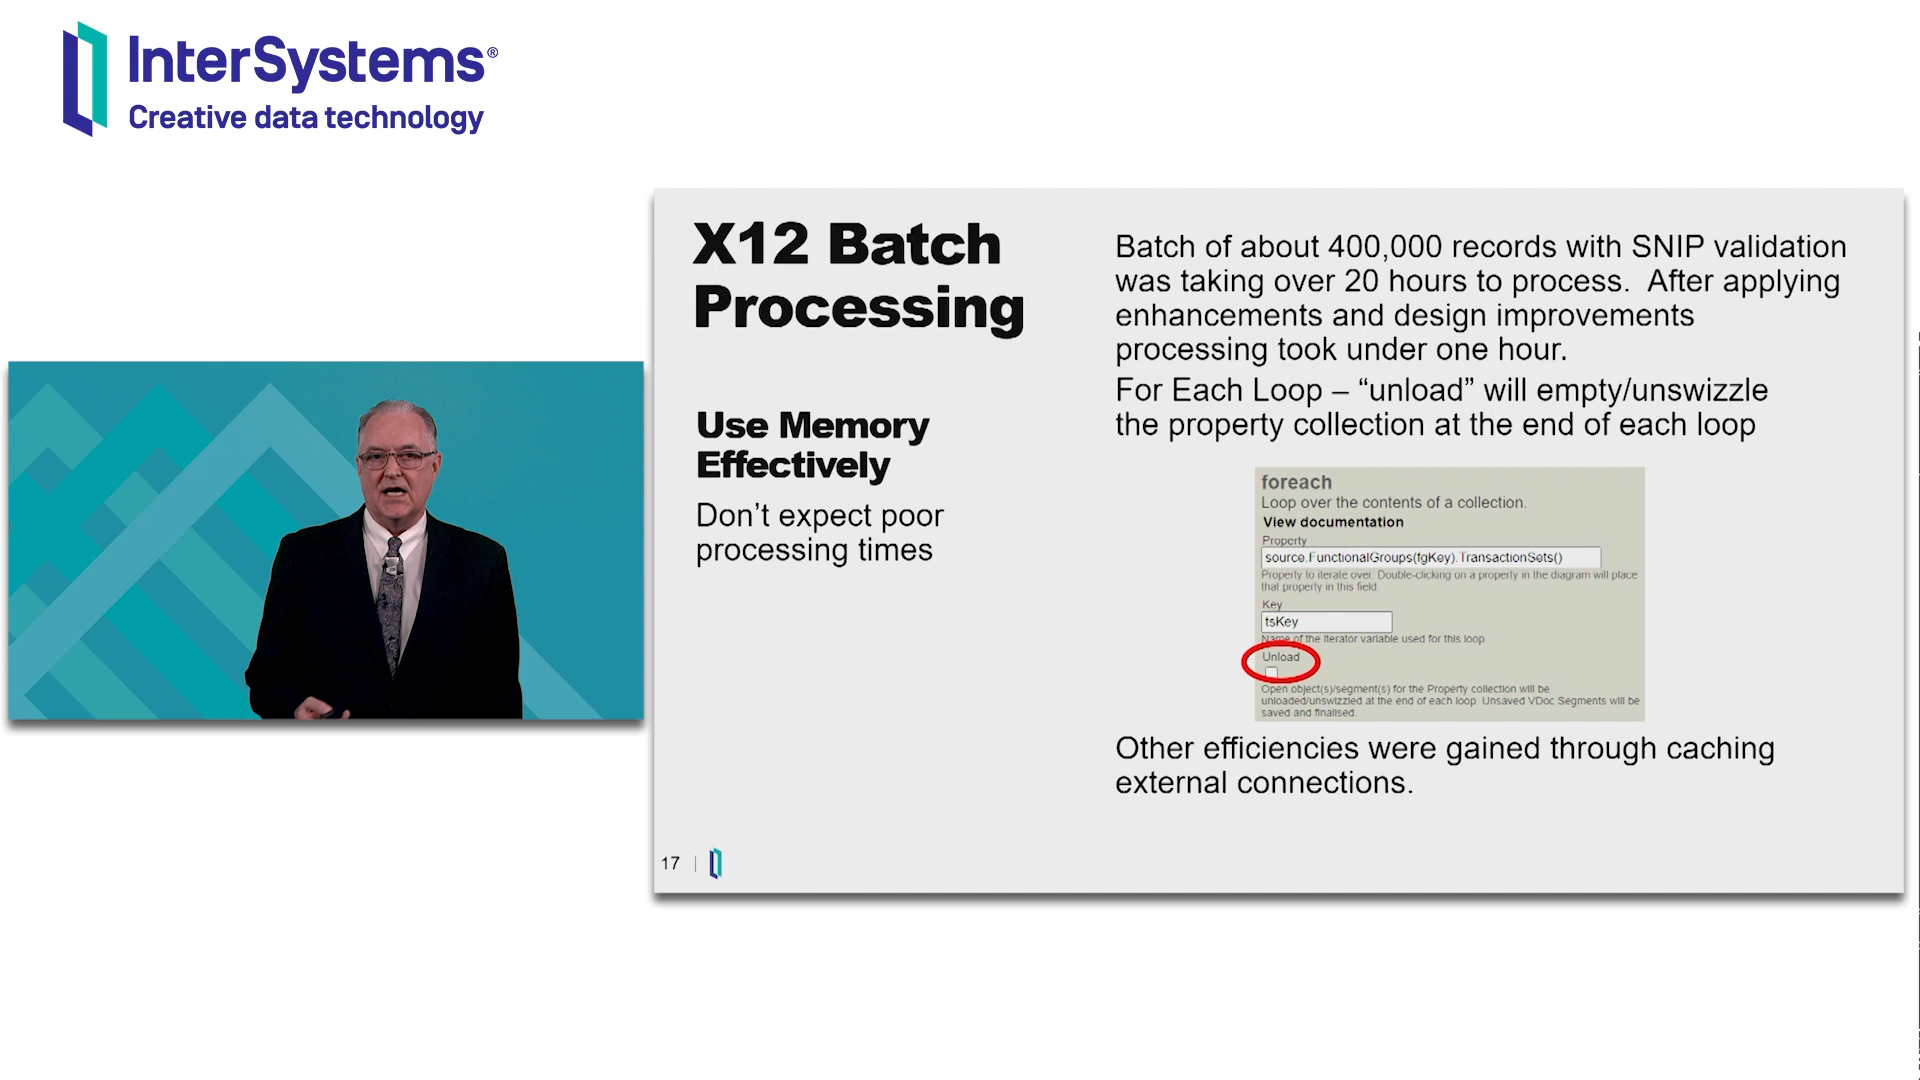 InterSystems®
Creative data technology
X12 Batch
Processing
Use Memory
Effectively
Don’t expect poor
processing times
Batch of about 400,000 records with SNIP validation
was taking over 20 hours to process.  After applying
enhancements and design improvements
processing took under one hour.
For Each Loop – “unload” will empty/unswizzle
the property collection at the end of each loop
foreach
Loop over the contents of a collection.
View documentation
Property
source.FunctionalGroups(fgKey).TransactionSets()
Property to iterate over. Double-clicking on a property in the diagram will place
that property in this field.
Key
tsKey
Name of the iterator variable used for this loop.
Unload
Open object(s)/segment(s) for the Property collection will be
unloaded/unswizzled at the end of each loop. Unsaved VDoc Segments will be
saved and finalised.
Other efficiencies were gained through caching
external connections.
17